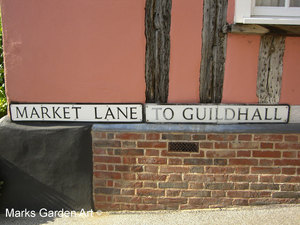 MARKET LANE TO GUILDHALL
Marks Garden Art